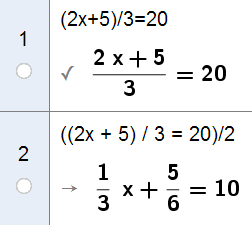 1
(2x+5)/3=20
✓ (2 x + 5)/3 = 20
2
((2x + 5) / 3 = 20)/2
→ 1/3 x + 5/6 = 10